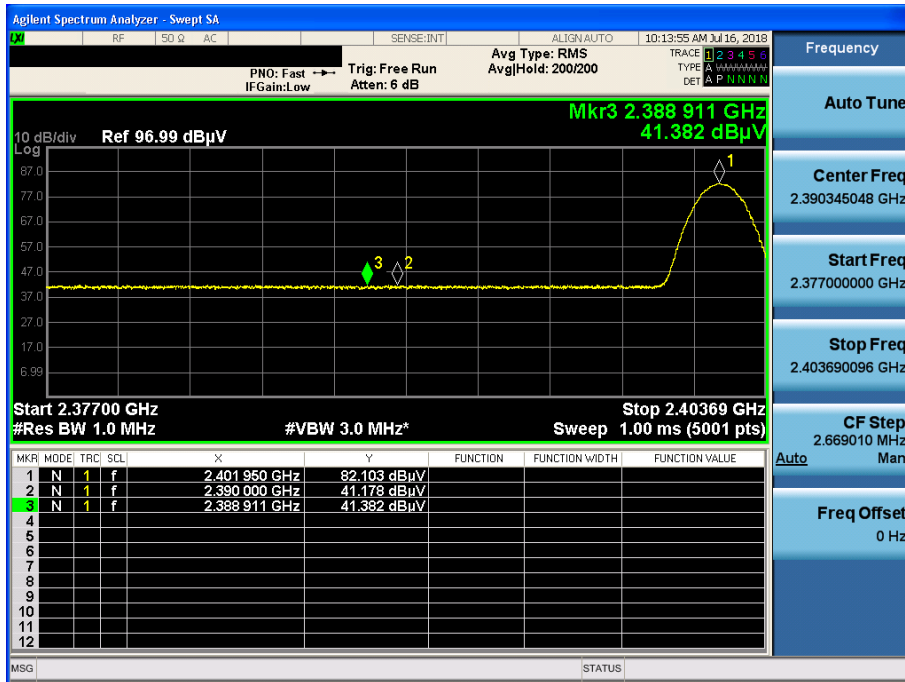 Agilent Spectrum Analyzer - Swept SA
LXI RF 50 Ω AC SENSE:INT ALIGN AUTO 10:13:55 AM Jul 16, 2018
Frequency
PNO: Fast Trig: Free Run Avg Type: RMS TRACE 1 2 3 4 5 6
IFGain:Low Atten: 6 dB Avg|Hold: 200/200 TYPE A WWWWW
DET A P N N N N
Auto Tune
Mkr3 2.388 911 GHz
41.382 dBµV
10 dB/div Ref 96.99 dBµV
Log
87.0
77.0
67.0
57.0
47.0
37.0
27.0
17.0
6.99
1
3
2
Center Freq
2.390345048 GHz
Start Freq
2.377000000 GHz
Stop Freq
2.403690096 GHz
Start 2.37700 GHz Stop 2.40369 GHz
#Res BW 1.0 MHz #VBW 3.0 MHz* Sweep 1.00 ms (5001 pts)
CF Step
2.669010 MHz
Auto Man
MKR MODE TRC SCL X Y FUNCTION FUNCTION WIDTH FUNCTION VALUE
1 N 1 f 2.401 950 GHz 82.103 dBµV
2 N 1 f 2.390 000 GHz 41.178 dBµV
3 N 1 f 2.388 911 GHz 41.382 dBµV
4
5
6
7
8
9
10
11
12
Freq Offset
0 Hz
MSG STATUS